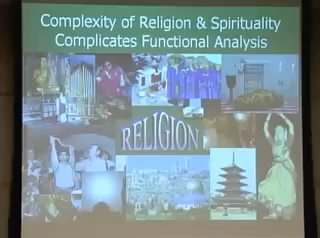 Complexity of Religion & Spirituality
Complicates Functional Analysis
RELIGION